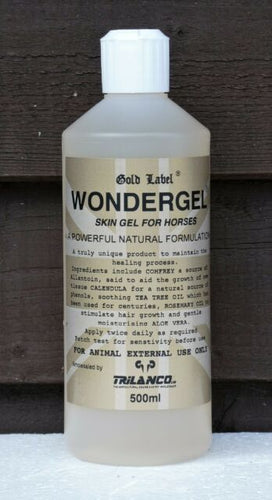 Gold Label®
WONDERGEL
SKIN GEL FOR HORSES
A POWERFUL NATURAL FORMULATION
A truly unique product to maintain the
healing process.
Ingredients include COMFREY a source of
Allantoin, said to aid the growth of new
tissue CALENDULA for a natural source of
phenols, soothing TEA TREE OIL which has
been used for centuries, ROSEMARY OIL to
stimulate hair growth and gentle
moisturising ALOE VERA.
Apply twice daily as required
Patch test for sensitivity before use
FOR ANIMAL EXTERNAL USE ONLY
TRILANCO
500ml